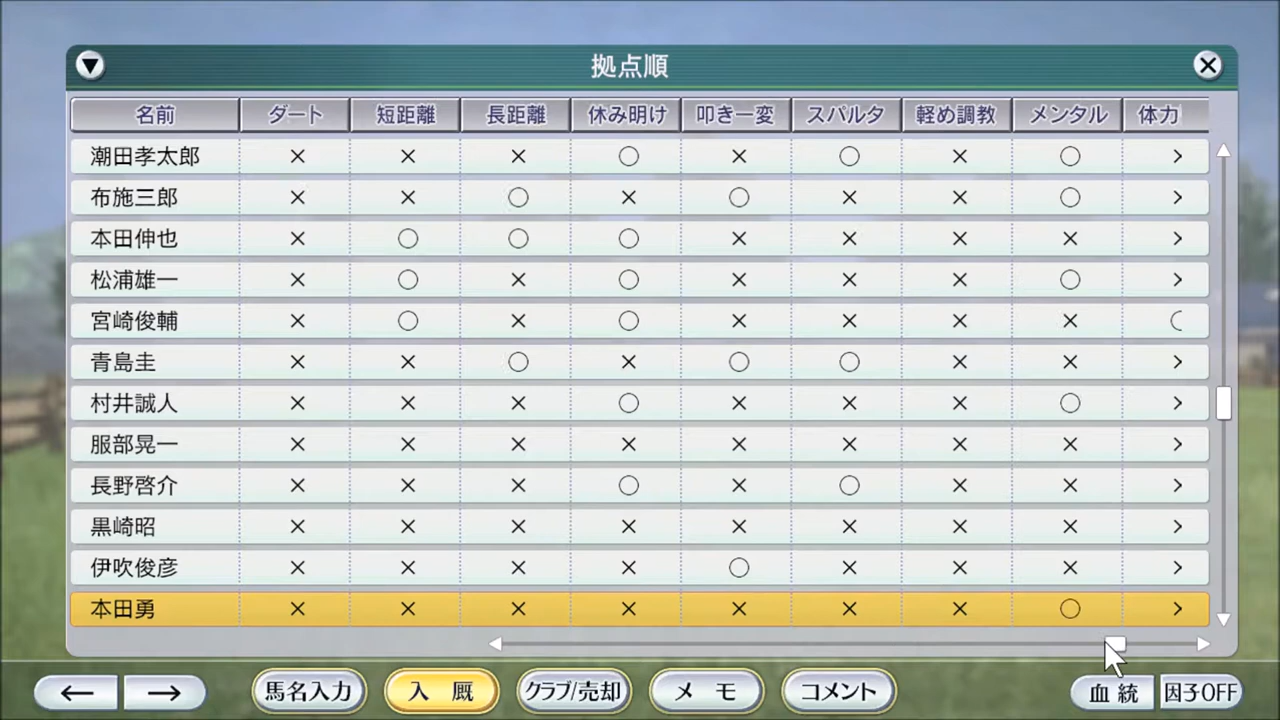 拠点順
名前 ダート 短距離 長距離 休み明け 叩き一変 スパルタ 軽め調教 メンタル 体力
潮田孝太郎 × × × ○ × ○ × ○
布施三郎 × × ○ × ○ × × ○
本田伸也 × ○ ○ ○ × × × ×
松浦雄一 × ○ × ○ × × × ○
宮崎俊輔 × ○ × ○ × × × ×
青島圭 × × ○ × ○ ○ × ×
村井誠人 × × × ○ × × × ○
服部晃一 × × × × × × × ×
長野啓介 × × × ○ × ○ × ×
黒崎昭 × × × × × × × ×
伊吹俊彦 × × × × ○ × × ×
本田勇 × × × × × × × ○
← → 馬名入力 入厩 クラブ/売却 メモ コメント 血統 因子OFF